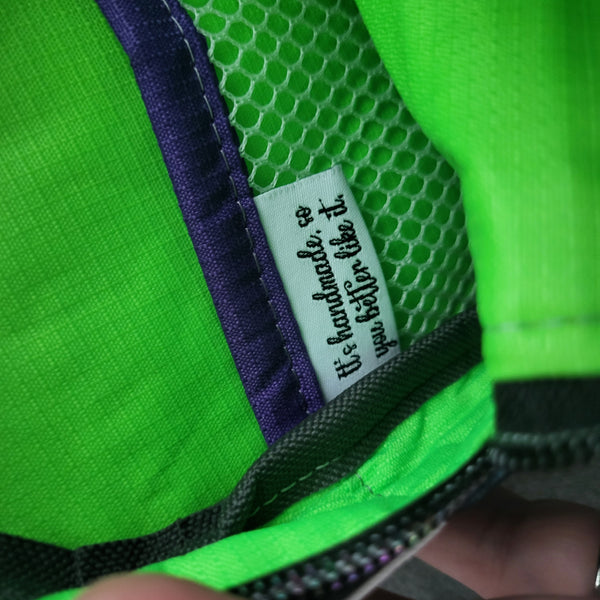 It's handmade, so
you better like it.